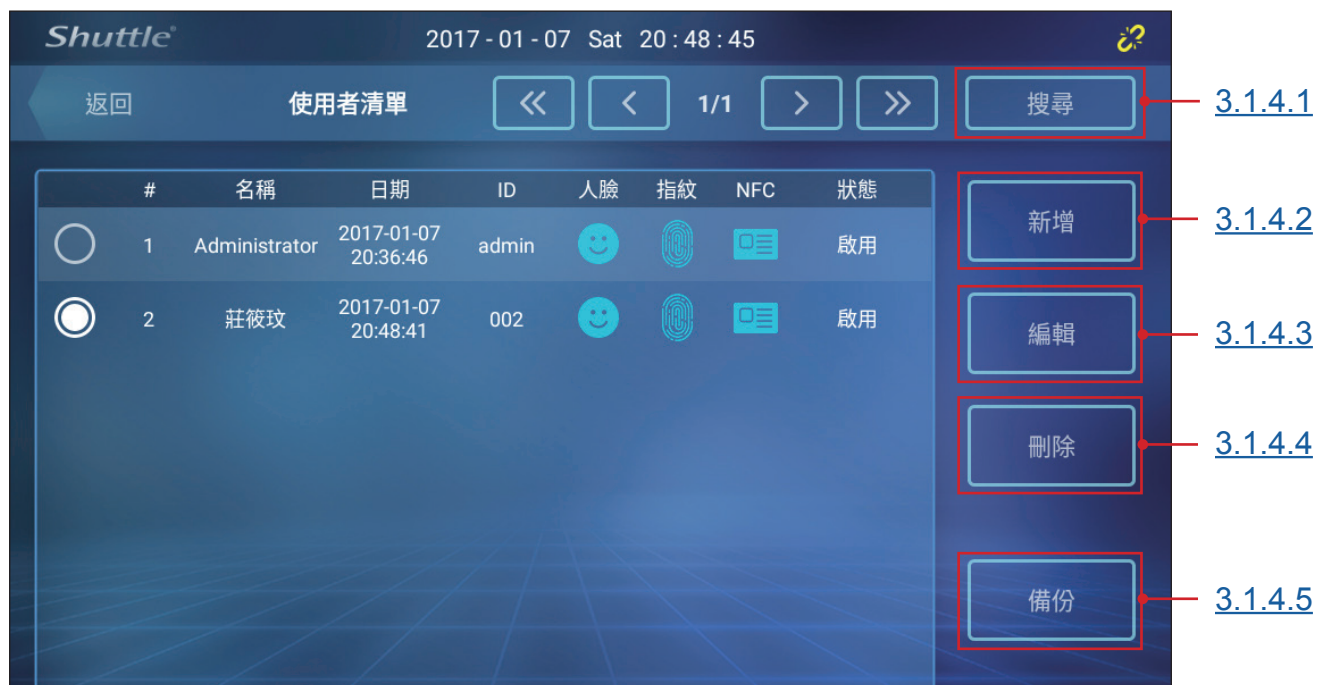 Shuttle 2017 - 01 - 07 Sat 20 : 48 : 45
返回 使用者清單 1/1 搜尋 3.1.4.1
# 名稱 日期 ID 人臉 指紋 NFC 狀態
1 Administrator 2017-01-07 20:36:46 admin 啟用
2 莊筱玟 2017-01-07 20:48:41 002 啟用
新增 3.1.4.2
編輯 3.1.4.3
刪除 3.1.4.4
備份 3.1.4.5